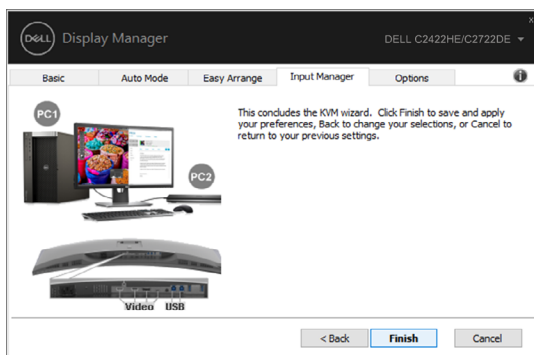 DELL Display Manager
DELL C2422HE/C2722DE
x
Basic
Auto Mode
Easy Arrange
Input Manager
Options
PC1
PC2
Video
USB
This concludes the KVM wizard. Click Finish to save and apply
your preferences, Back to change your selections, or Cancel to
return to your previous settings.
< Back
Finish
Cancel